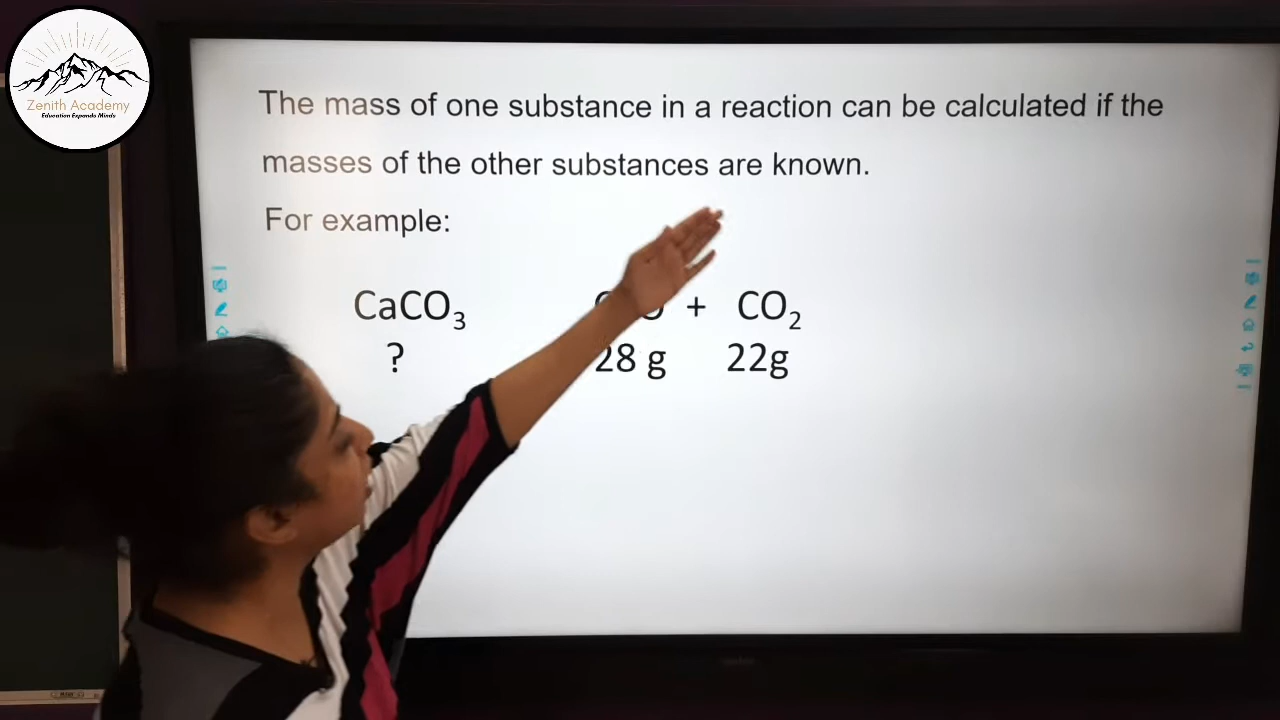 Zenith Academy
Education Expands Minds
The mass of one substance in a reaction can be calculated if the
masses of the other substances are known.
For example:
CaCO₃ + CO₂
? 28 g 22g